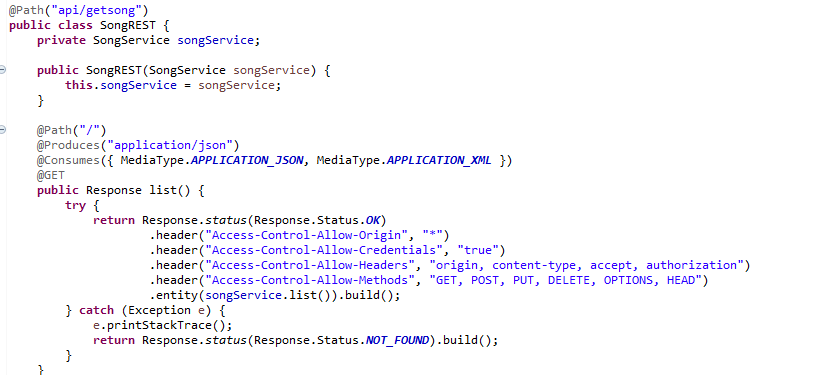 @Path("api/getsong")
public class SongREST {
    private SongService songService;

    public SongREST(SongService songService) {
        this.songService = songService;
    }

    @Path("/")
    @Produces("application/json")
    @Consumes({ MediaType.APPLICATION_JSON, MediaType.APPLICATION_XML })
    @GET
    public Response list() {
        try {
            return Response.status(Response.Status.OK)
                    .header("Access-Control-Allow-Origin", "*")
                    .header("Access-Control-Allow-Credentials", "true")
                    .header("Access-Control-Allow-Headers", "origin, content-type, accept, authorization")
                    .header("Access-Control-Allow-Methods", "GET, POST, PUT, DELETE, OPTIONS, HEAD")
                    .entity(songService.list()).build();
        } catch (Exception e) {
            e.printStackTrace();
            return Response.status(Response.Status.NOT_FOUND).build();
        }
    }